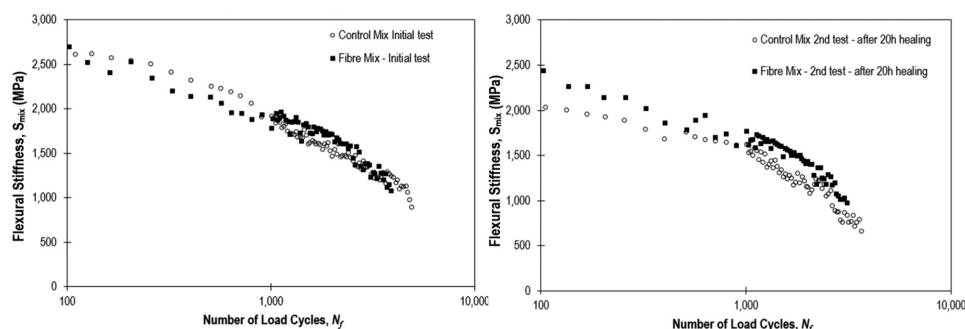 3,000
2,500
2,000
1,500
1,000
500
0
Flexural Stiffness, Smix (MPa)
Control Mix Initial test
Fibre Mix - Initial test
100
1,000
10,000
Number of Load Cycles, Nf
3,000
2,500
2,000
1,500
1,000
500
0
Flexural Stiffness, Smix (MPa)
Control Mix 2nd test - after 20h healing
Fibre Mix - 2nd test - after 20h healing
100
1,000
10,000
Number of Load Cycles, Nf